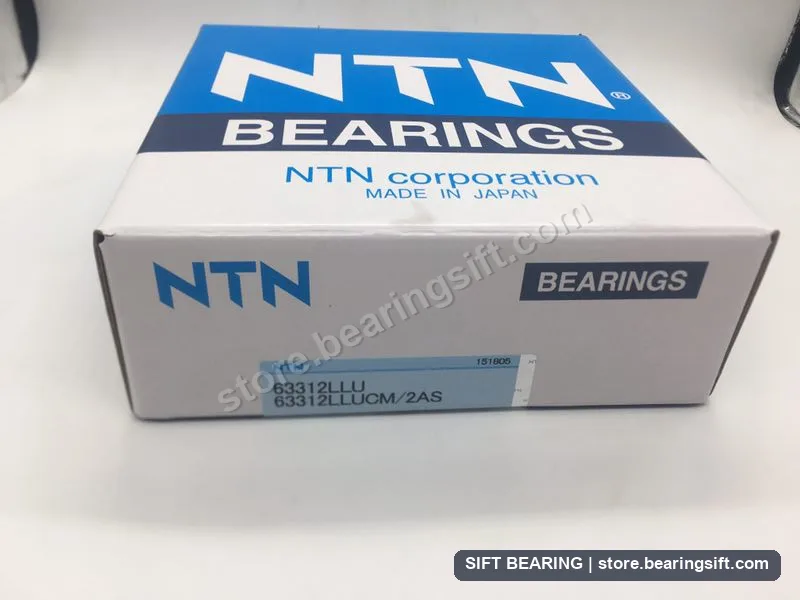 NTN®
BEARINGS
NTN corporation
MADE IN JAPAN
NTN
BEARINGS
store.bearingsift.com
NTN 151805
63312LLU
63312LLUCM/2AS
SIFT BEARING | store.bearingsift.com